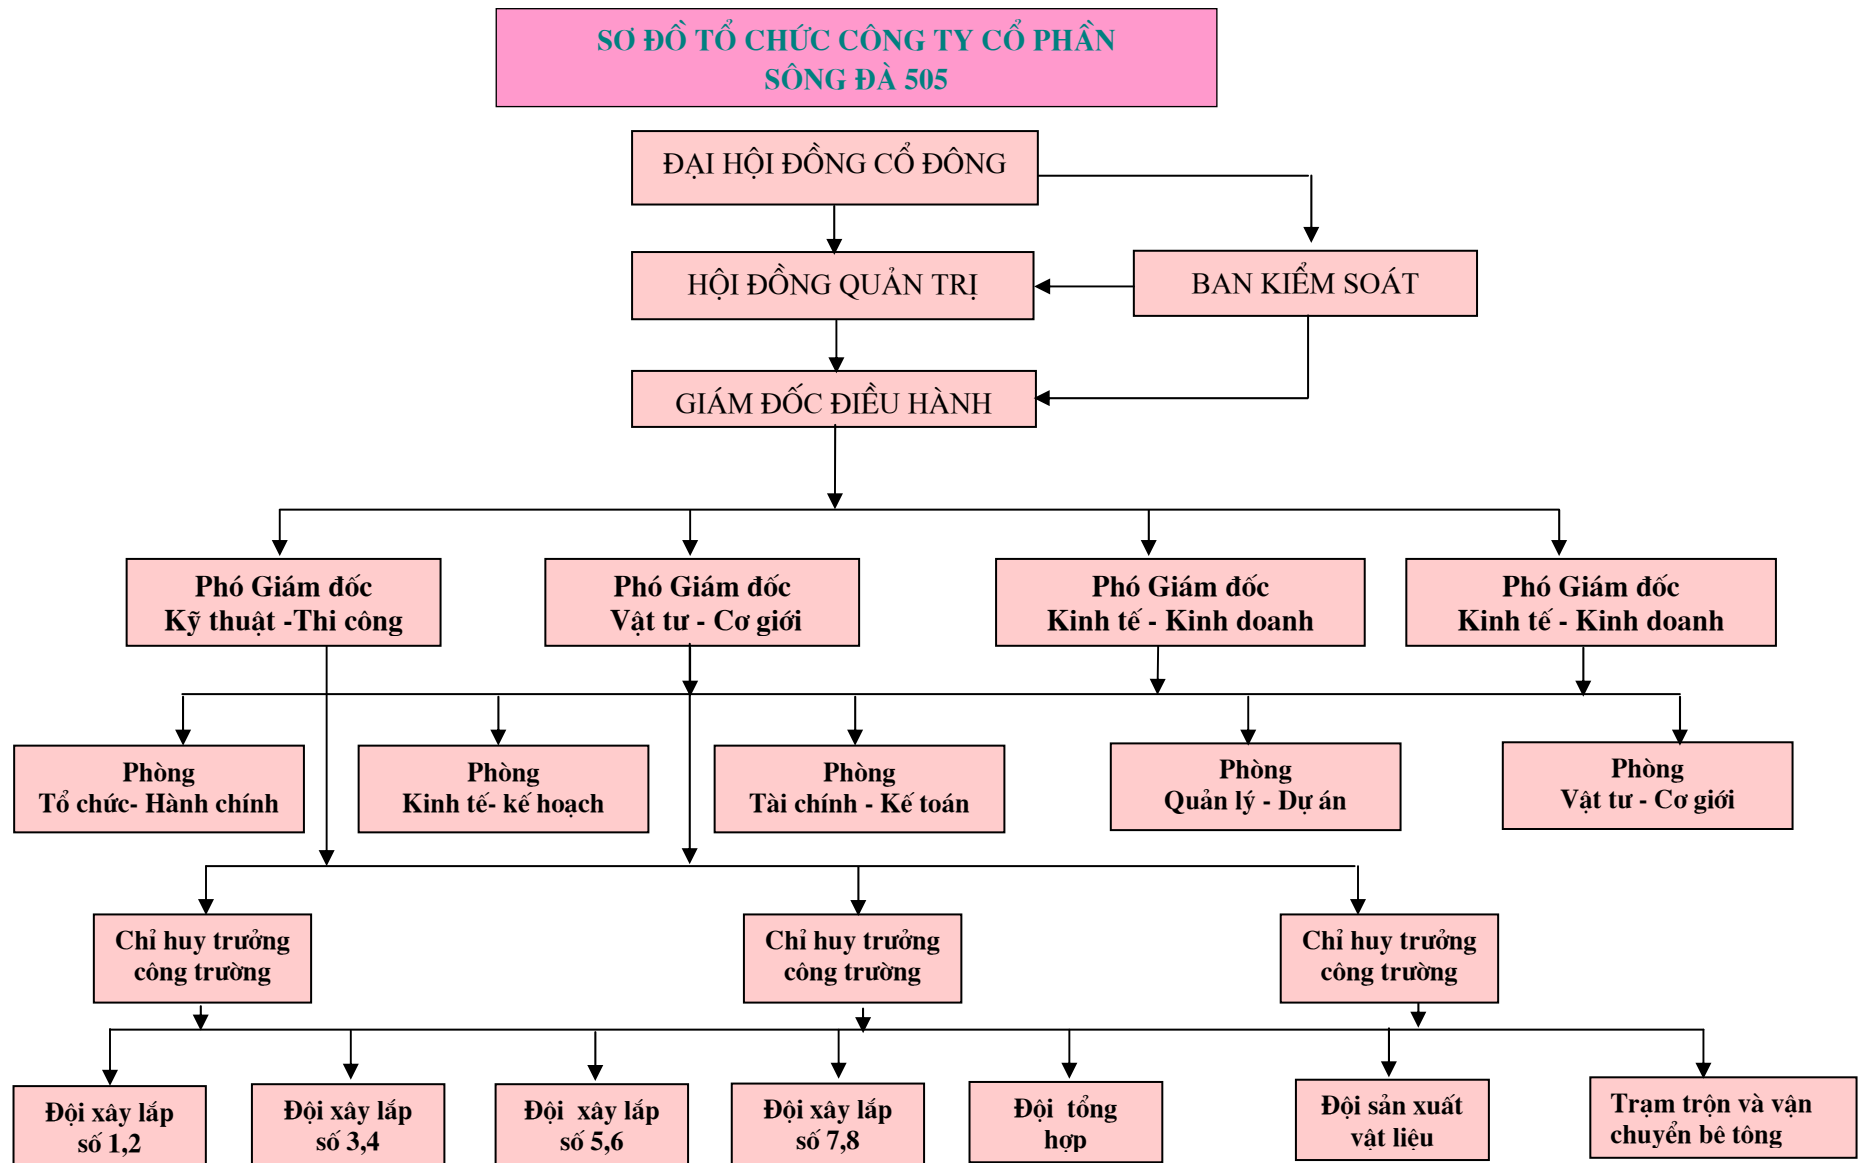 SƠ ĐỒ TỔ CHỨC CÔNG TY CỔ PHẦN
SÔNG ĐÀ 505
ĐẠI HỘI ĐỒNG CỔ ĐÔNG
HỘI ĐỒNG QUẢN TRỊ
BAN KIỂM SOÁT
GIÁM ĐỐC ĐIỀU HÀNH
Phó Giám đốc
Kỹ thuật -Thi công
Phó Giám đốc
Vật tư - Cơ giới
Phó Giám đốc
Kinh tế - Kinh doanh
Phó Giám đốc
Kinh tế - Kinh doanh
Phòng
Tổ chức- Hành chính
Phòng
Kinh tế- kế hoạch
Phòng
Tài chính - Kế toán
Phòng
Quản lý - Dự án
Phòng
Vật tư - Cơ giới
Chỉ huy trưởng
công trường
Chỉ huy trưởng
công trường
Chỉ huy trưởng
công trường
Đội xây lắp
số 1,2
Đội xây lắp
số 3,4
Đội xây lắp
số 5,6
Đội xây lắp
số 7,8
Đội tổng
hợp
Đội sản xuất
vật liệu
Trạm trộn và vận
chuyển bê tông